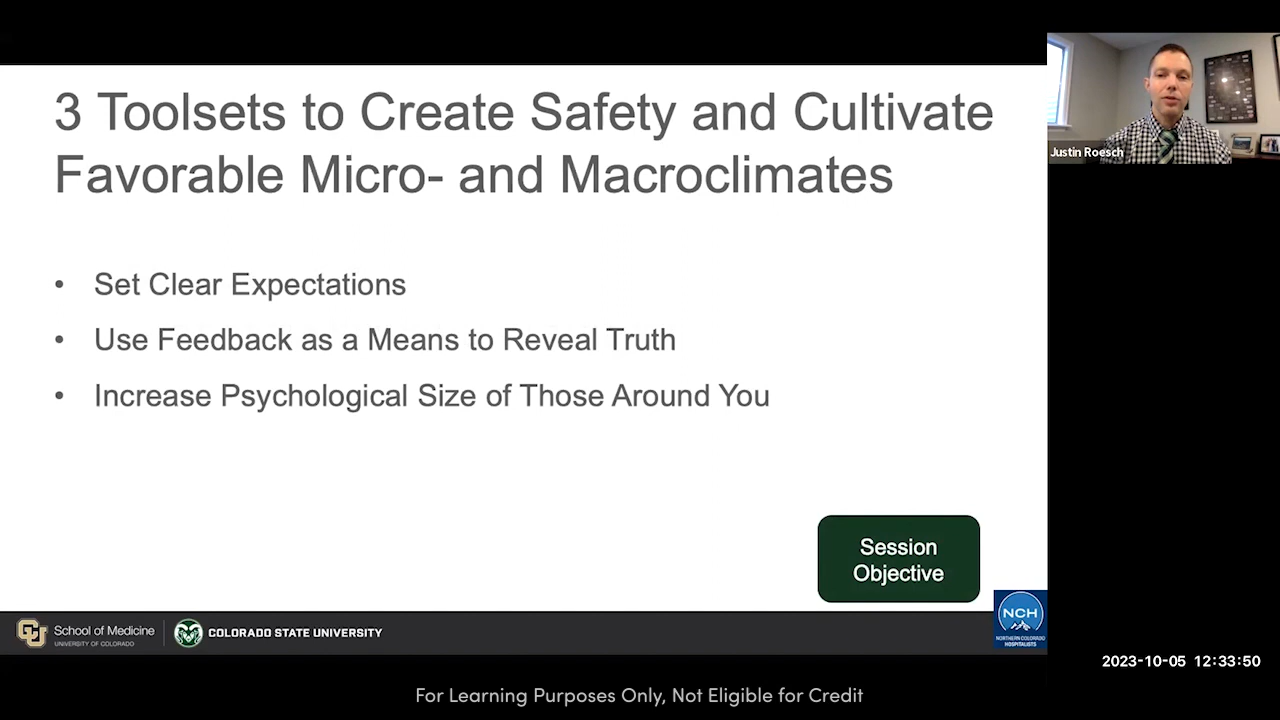 3 Toolsets to Create Safety and Cultivate
Favorable Micro- and Macroclimates
• Set Clear Expectations
• Use Feedback as a Means to Reveal Truth
• Increase Psychological Size of Those Around You
Session
Objective
Justin Roesch
CU
School of Medicine
UNIVERSITY OF COLORADO
COLORADO STATE UNIVERSITY
NCH
NORTHERN COLORADO
HOSPITALISTS
2023-10-05 12:33:50
For Learning Purposes Only, Not Eligible for Credit